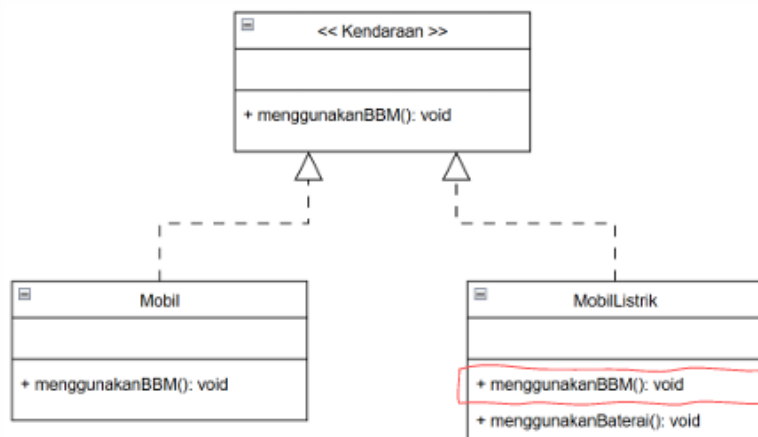 << Kendaraan >>
+ menggunakanBBM(): void
Mobil
+ menggunakanBBM(): void
MobilListrik
+ menggunakanBBM(): void
+ menggunakanBaterai(): void